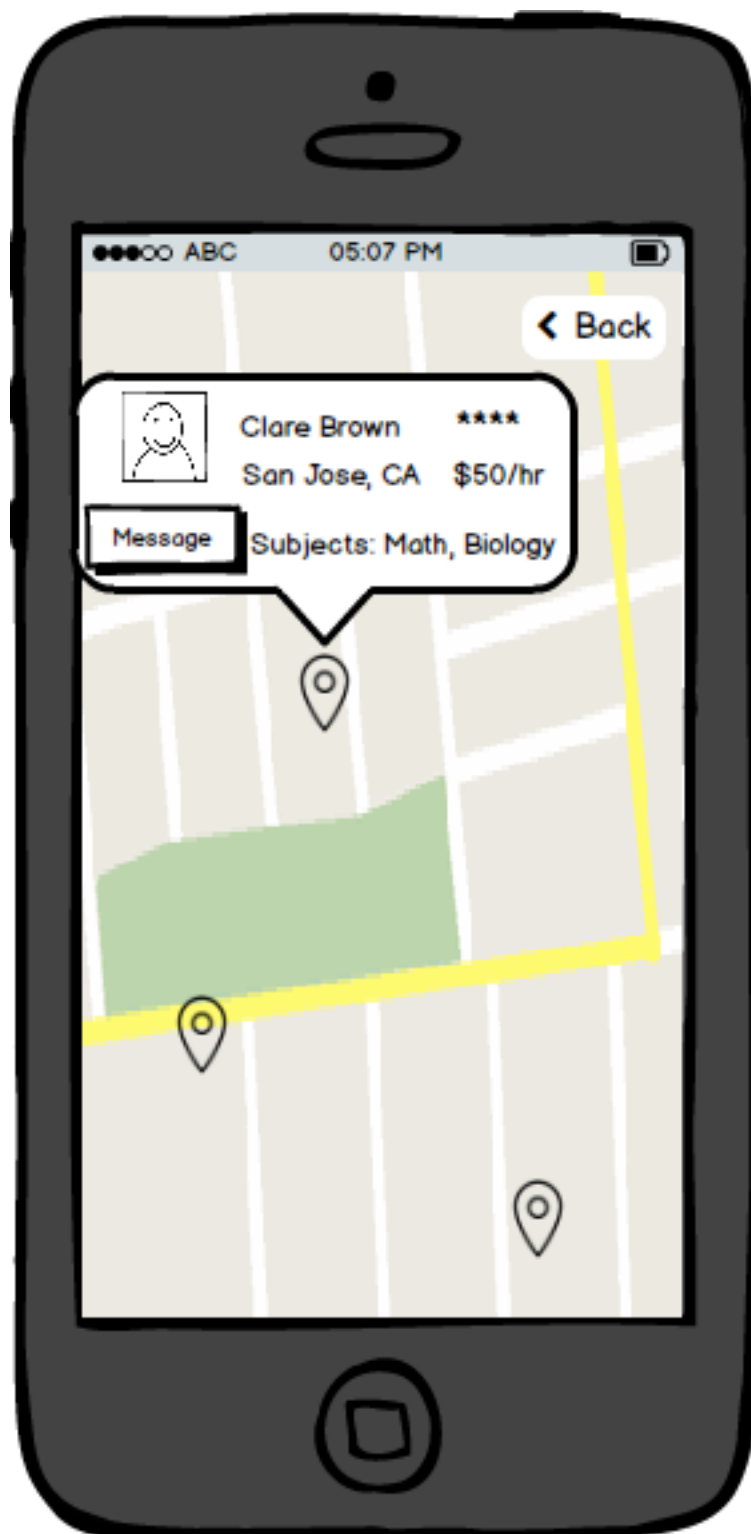 ABC 05:07 PM
Back
Clare Brown ****
San Jose, CA $50/hr
Message Subjects: Math, Biology